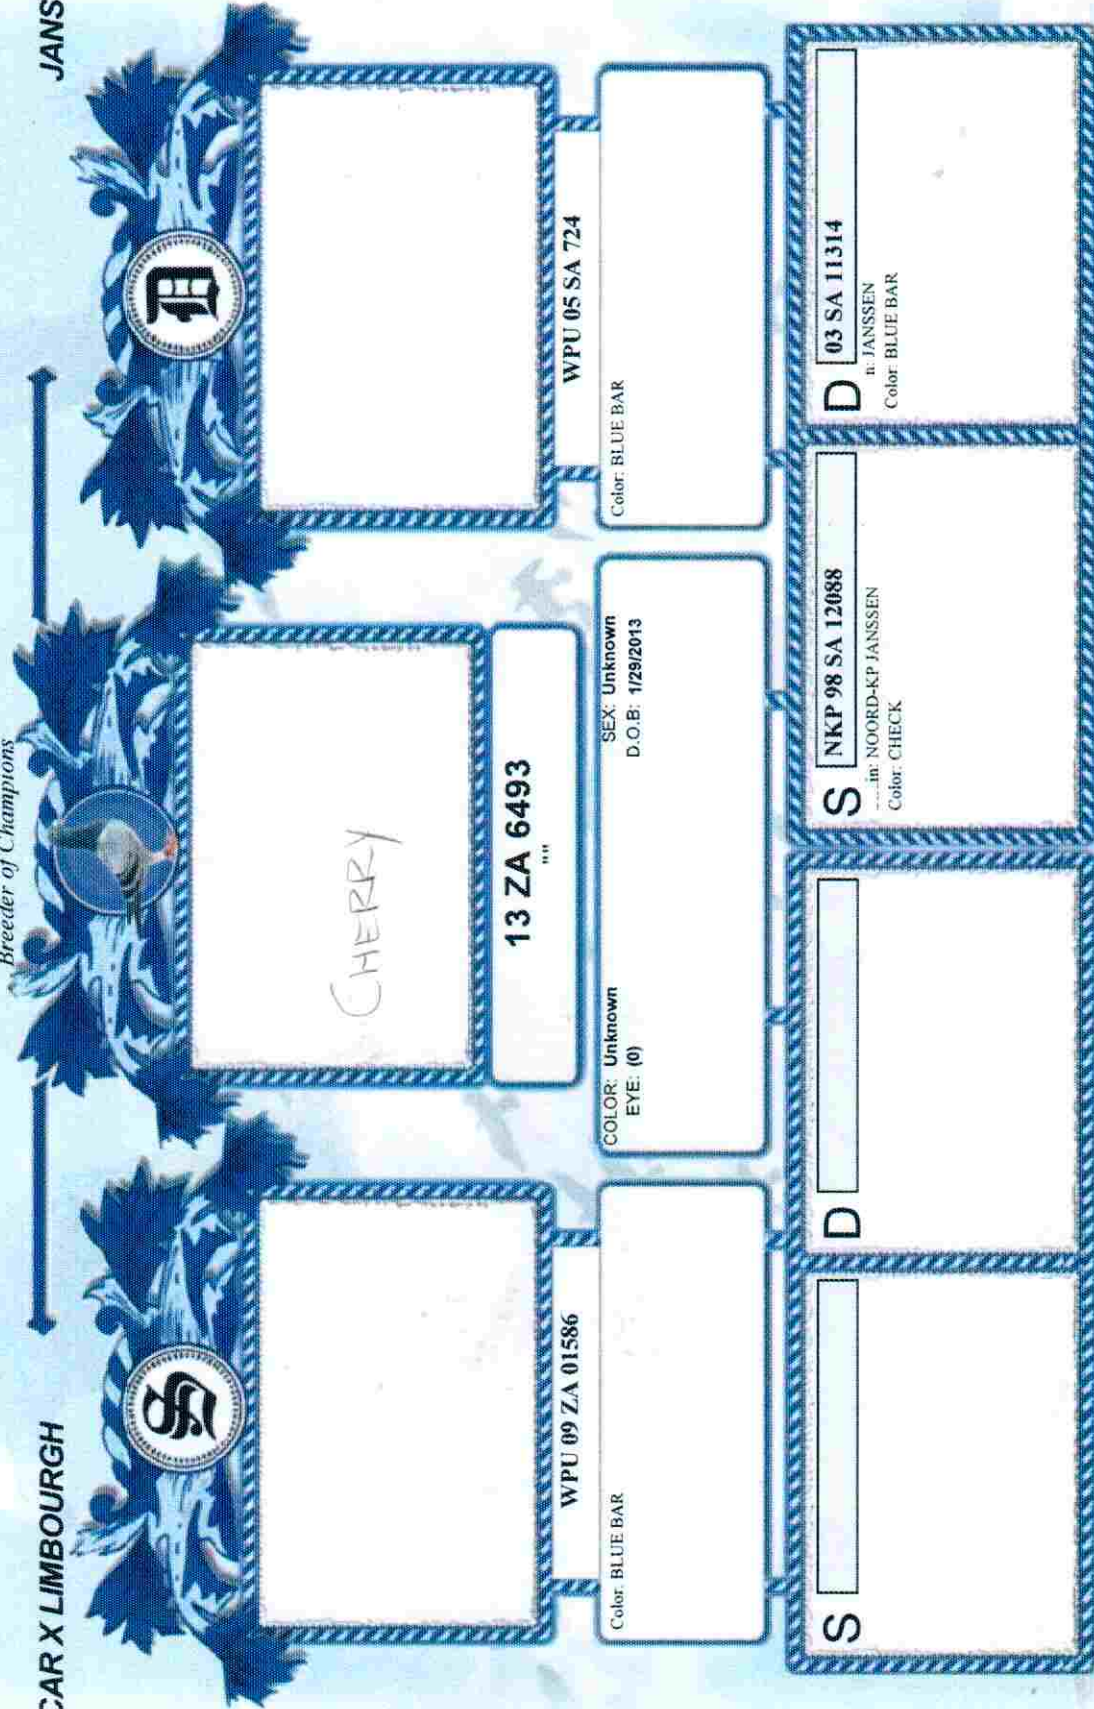 Breeder of Champions
CAR X LIMBOURGH
JANS
S
D
CHERRY
13 ZA 6493
""
WPU 09 ZA 01586
WPU 05 SA 724
Color: BLUE BAR
COLOR: Unknown
SEX: Unknown
EYE: (0)
D.O.B: 1/29/2013
Color: BLUE BAR
S
D
S NKP 98 SA 12088
in: NOORD-KP JANSSEN
Color: CHECK
D 03 SA 11314
n: JANSSEN
Color: BLUE BAR